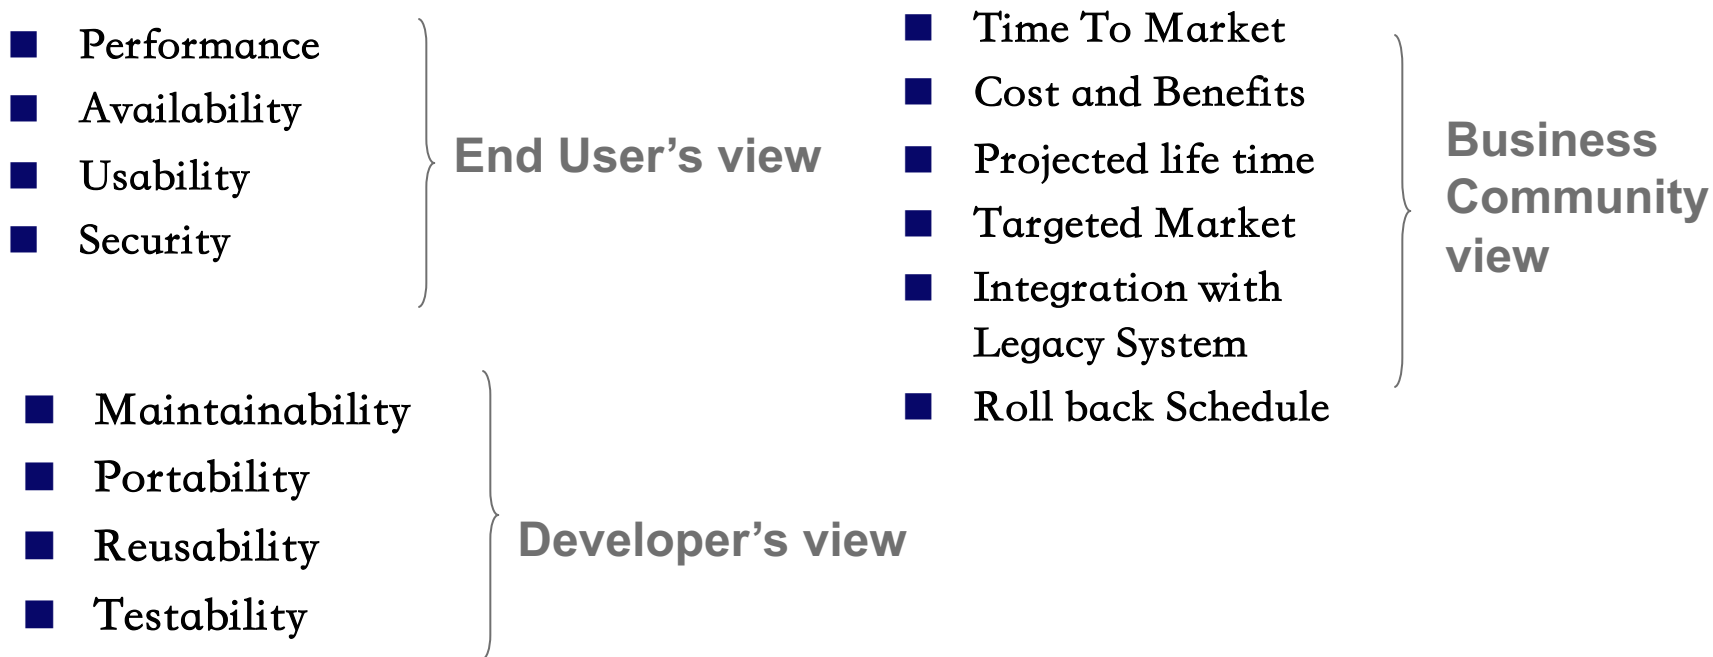 Performance
Availability
Usability
Security
End User's view
Maintainability
Portability
Reusability
Testability
Developer's view
Time To Market
Cost and Benefits
Projected life time
Targeted Market
Integration with
Legacy System
Roll back Schedule
Business
Community
view